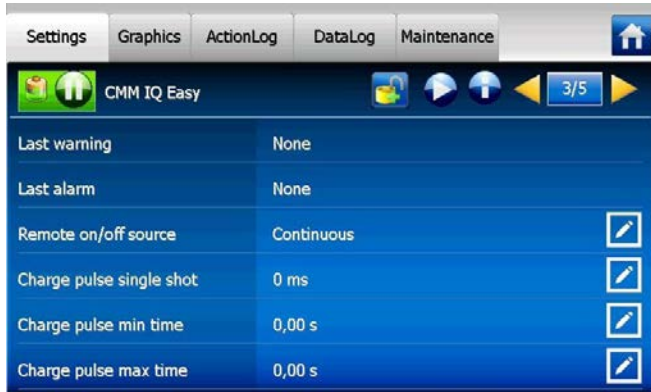 Settings Graphics ActionLog DataLog Maintenance
CMM IQ Easy 3/5
Last warning None
Last alarm None
Remote on/off source Continuous
Charge pulse single shot 0 ms
Charge pulse min time 0,00 s
Charge pulse max time 0,00 s